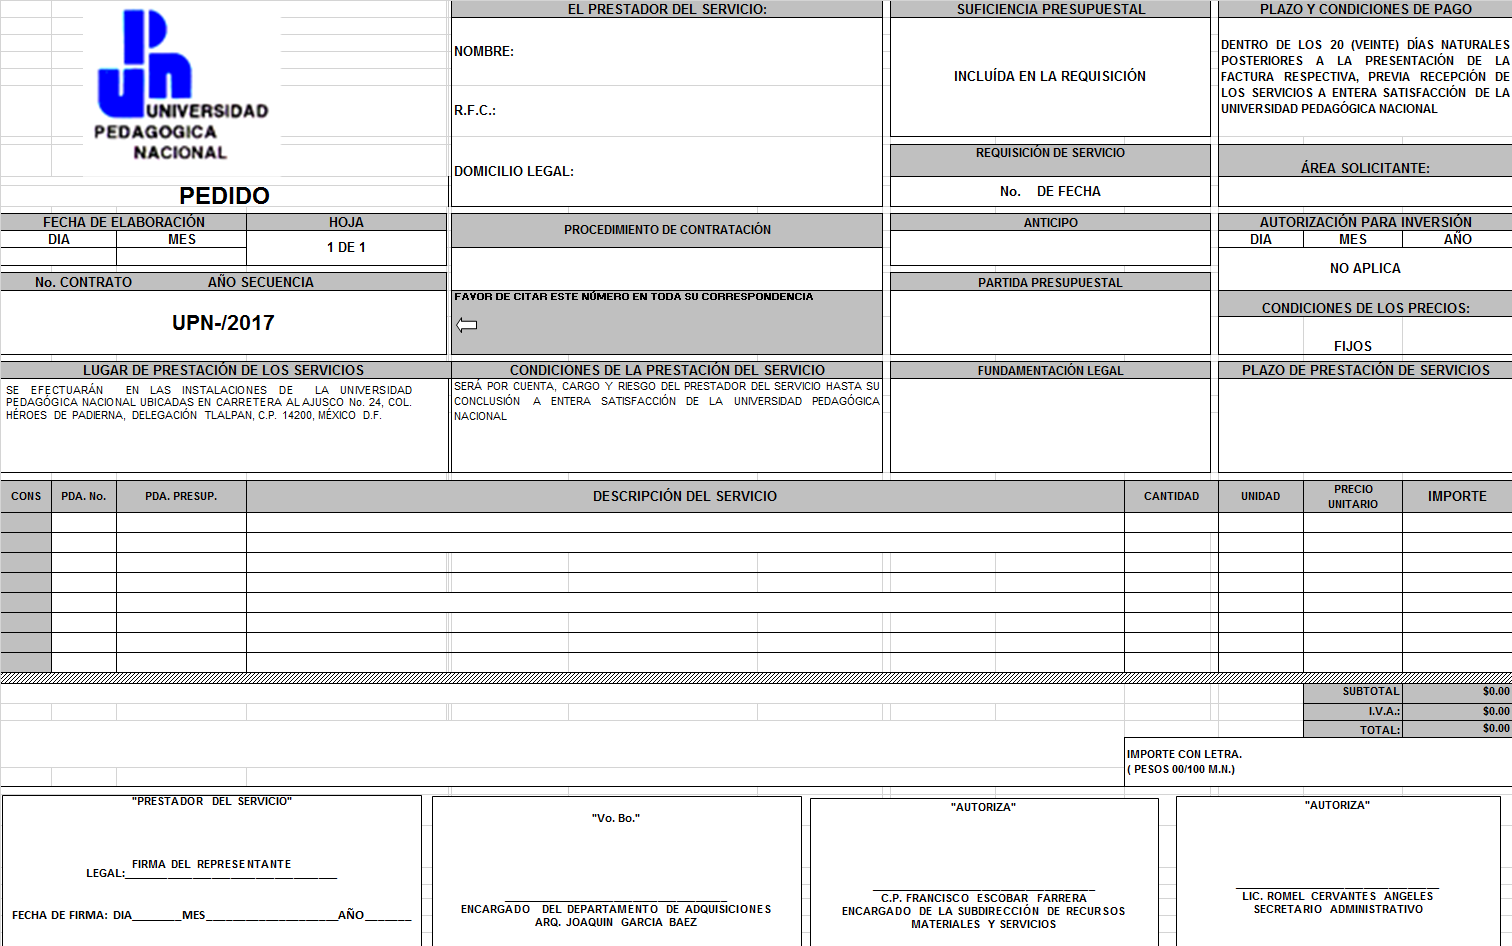 UNIVERSIDAD
PEDAGOGICA
NACIONAL
PEDIDO
EL PRESTADOR DEL SERVICIO:
NOMBRE:
R.F.C.:
DOMICILIO LEGAL:
SUFICIENCIA PRESUPUESTAL
INCLUÍDA EN LA REQUISICIÓN
REQUISICIÓN DE SERVICIO
No. DE FECHA
PLAZO Y CONDICIONES DE PAGO
DENTRO DE LOS 20 (VEINTE) DÍAS NATURALES
POSTERIORES A LA PRESENTACIÓN DE LA
FACTURA RESPECTIVA, PREVIA RECEPCIÓN DE
LOS SERVICIOS A ENTERA SATISFACCIÓN DE LA
UNIVERSIDAD PEDAGÓGICA NACIONAL
ÁREA SOLICITANTE:
FECHA DE ELABORACIÓN HOJA
DIA MES
1 DE 1
No. CONTRATO AÑO SECUENCIA
UPN-/2017
PROCEDIMIENTO DE CONTRATACIÓN
FAVOR DE CITAR ESTE NÚMERO EN TODA SU CORRESPONDENCIA
ANTICIPO
PARTIDA PRESUPUESTAL
AUTORIZACIÓN PARA INVERSIÓN
DIA MES AÑO
NO APLICA
CONDICIONES DE LOS PRECIOS:
FIJOS
LUGAR DE PRESTACIÓN DE LOS SERVICIOS
SE EFECTUARÁN EN LAS INSTALACIONES DE LA UNIVERSIDAD
PEDAGÓGICA NACIONAL UBICADAS EN CARRETERA AL AJUSCO No. 24, COL.
HÉROES DE PADIERNA, DELEGACIÓN TLALPAN, C.P. 14200, MÉXICO D.F.
CONDICIONES DE LA PRESTACIÓN DEL SERVICIO
SERÁ POR CUENTA, CARGO Y RIESGO DEL PRESTADOR DEL SERVICIO HASTA SU
CONCLUSIÓN A ENTERA SATISFACCIÓN DE LA UNIVERSIDAD PEDAGÓGICA
NACIONAL
FUNDAMENTACIÓN LEGAL
PLAZO DE PRESTACIÓN DE SERVICIOS
CONS PDA. No. PDA. PRESUP. DESCRIPCIÓN DEL SERVICIO CANTIDAD UNIDAD PRECIO UNITARIO IMPORTE
SUBTOTAL $0.00
I.V.A.: $0.00
TOTAL: $0.00
IMPORTE CON LETRA.
( PESOS 00/100 M.N.)
"PRESTADOR DEL SERVICIO"
FIRMA DEL REPRESENTANTE
LEGAL:___________________________________
FECHA DE FIRMA: DIA________MES______________________AÑO________
"Vo. Bo."
ENCARGADO DEL DEPARTAMENTO DE ADQUISICIONES
ARQ. JOAQUIN GARCIA BAEZ
"AUTORIZA"
C.P. FRANCISCO ESCOBAR FARRERA
ENCARGADO DE LA SUBDIRECCIÓN DE RECURSOS
MATERIALES Y SERVICIOS
"AUTORIZA"
LIC. ROMEL CERVANTES ANGELES
SECRETARIO ADMINISTRATIVO